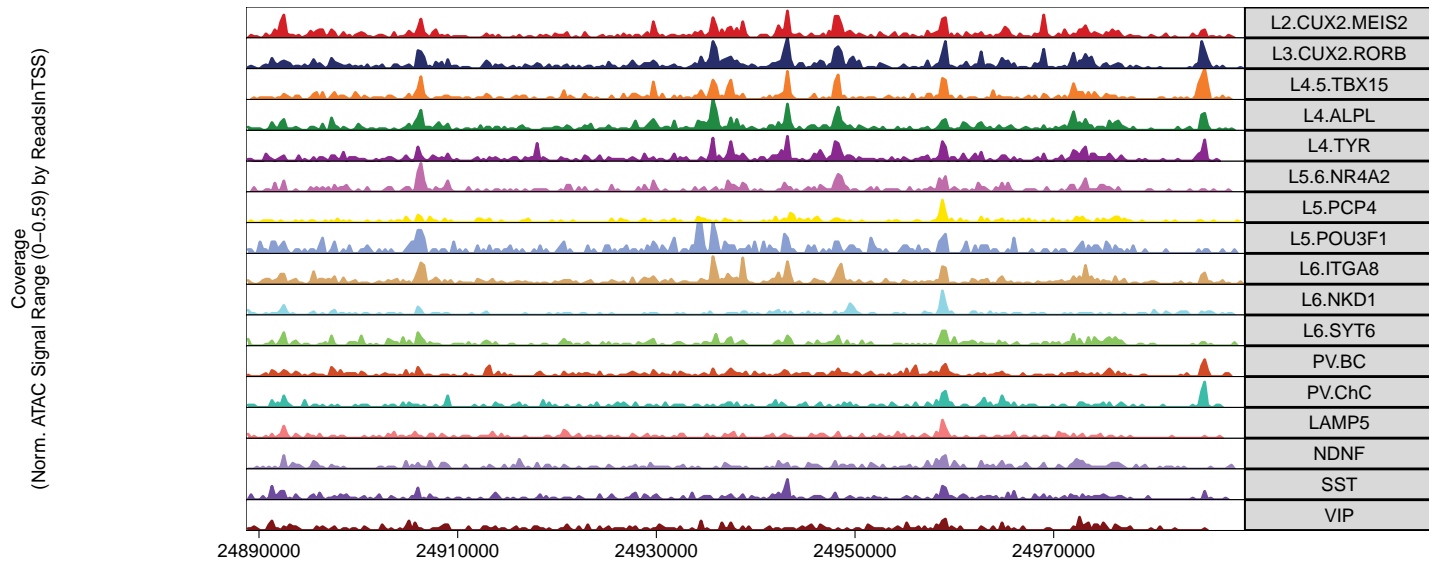 Coverage
(Norm. ATAC Signal Range (0−0.59) by ReadsInTSS)
L2.CUX2.MEIS2
L3.CUX2.RORB
L4.5.TBX15
L4.ALPL
L4.TYR
L5.6.NR4A2
L5.PCP4
L5.POU3F1
L6.ITGA8
L6.NKD1
L6.SYT6
PV.BC
PV.ChC
LAMP5
NDNF
SST
VIP
24890000 24910000 24930000 24950000 24970000